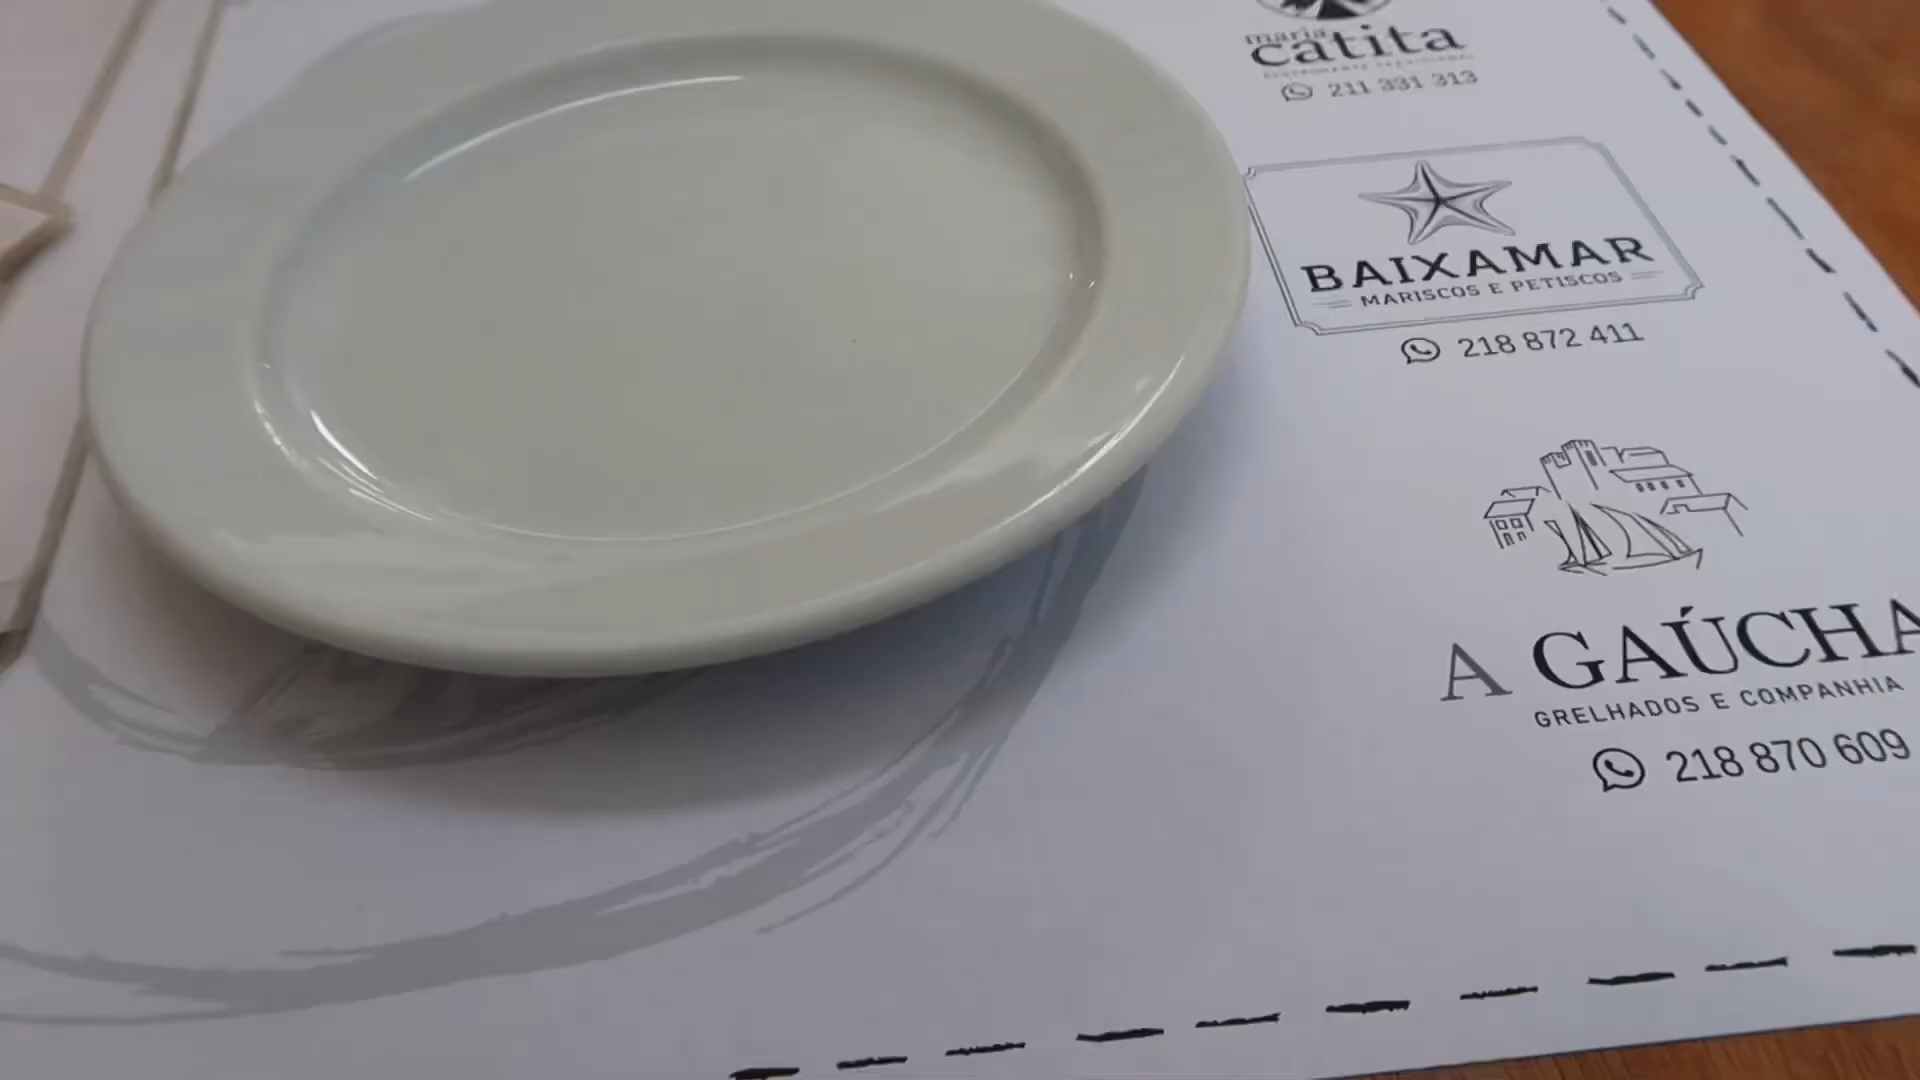 maria
catita
211 331 313
BAIXAMAR
MARISCOS E PETISCOS
218 872 411
A GAÚCHA
GRELHADOS E COMPANHIA
218 870 609